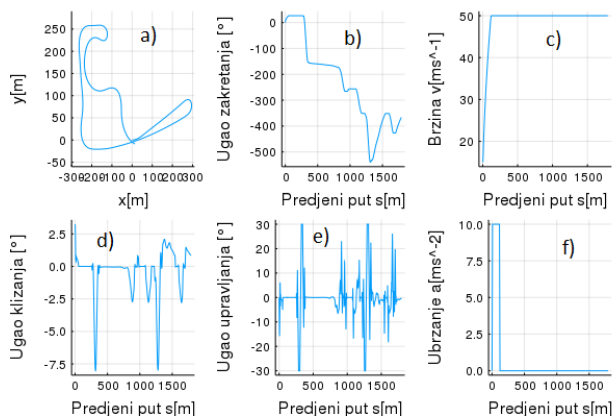 a)
y[m]
250
200
150
100
50
0
-50
-300-200-100 0 100 200300
x[m]
b)
Ugao zakretanja [°]
0
-100
-200
-300
-400
-500
0 500 1000 1500
Predjeni put s[m]
c)
Brzina v[ms^-1]
50
40
30
20
0 500 1000 1500
Predjeni put s[m]
d)
Ugao klizanja [°]
2.5
0.0
-2.5
-5.0
-7.5
0 500 1000 1500
Predjeni put s[m]
e)
Ugao upravljanja [°]
30
20
10
0
-10
-20
-30
0 500 1000 1500
Predjeni put s[m]
f)
Ubrzanje a[ms^-2]
10.0
7.5
5.0
2.5
0.0
0 500 1000 1500
Predjeni put s[m]